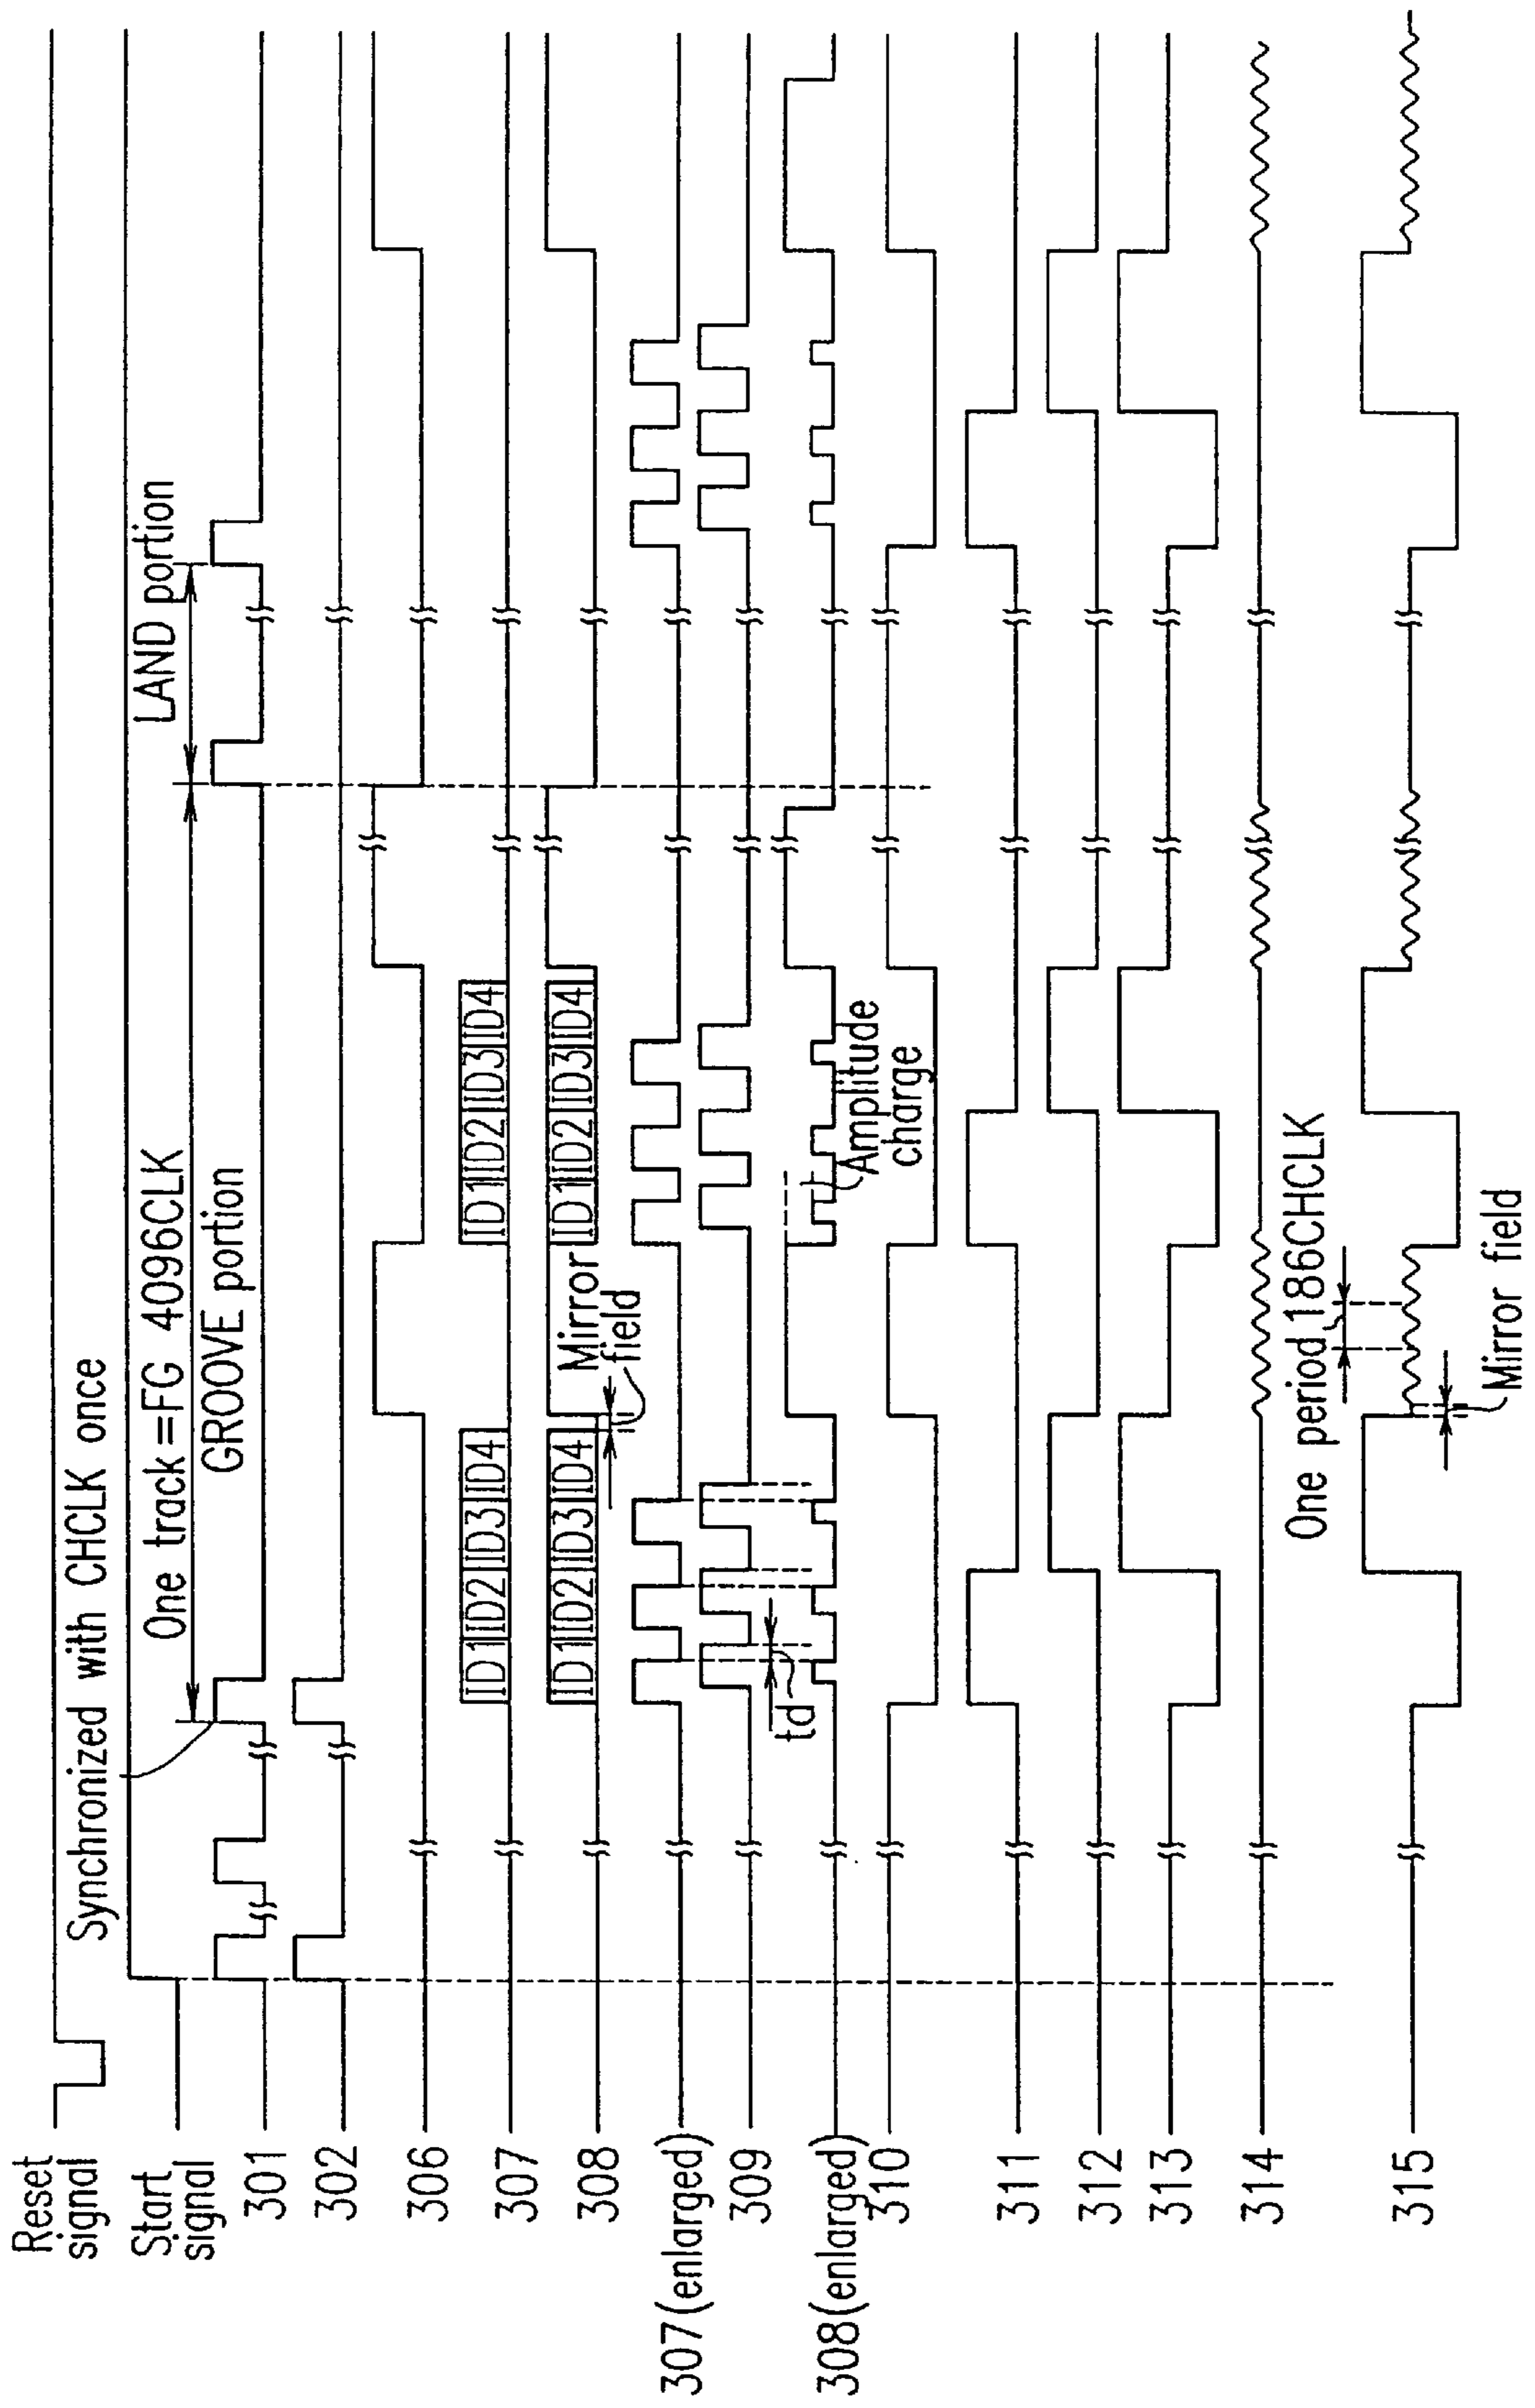 Reset
signal
Start
signal
301
302
306
307
308
307(enlarged)
309
308(enlarged)
310
311
312
313
314
315
Synchronized with CHCLK once
One track=FG 4096CLK
GROOVE portion
LAND portion
ID1 ID2 ID3 ID4
ID1 ID2 ID3 ID4
ID1 ID2 ID3 ID4
ID1 ID2 ID3 ID4
Mirror
field
td
Amplitude
charge
One period 186CHCLK
Mirror field